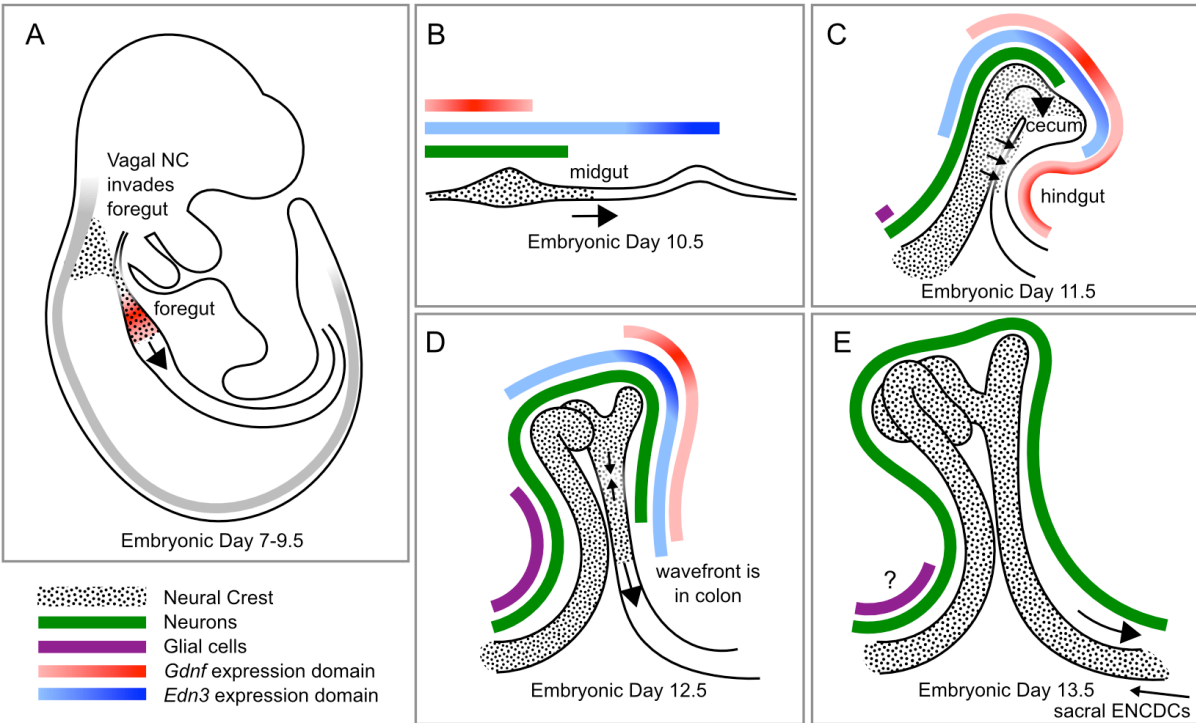 A
Vagal NC
invades
foregut
foregut
Embryonic Day 7-9.5
B
midgut
Embryonic Day 10.5
C
cecum
hindgut
Embryonic Day 11.5
D
wavefront is
in colon
Embryonic Day 12.5
E
?
Embryonic Day 13.5
sacral ENCDCs
Neural Crest
Neurons
Glial cells
Gdnf expression domain
Edn3 expression domain